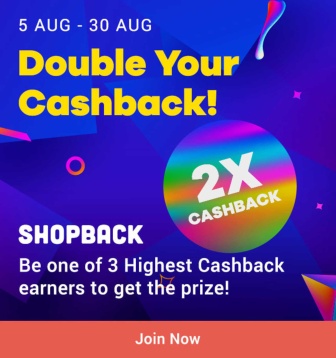 5 AUG - 30 AUG
Double Your
Cashback!
2X
CASHBACK
SHOPBACK
Be one of 3 Highest Cashback
earners to get the prize!
Join Now